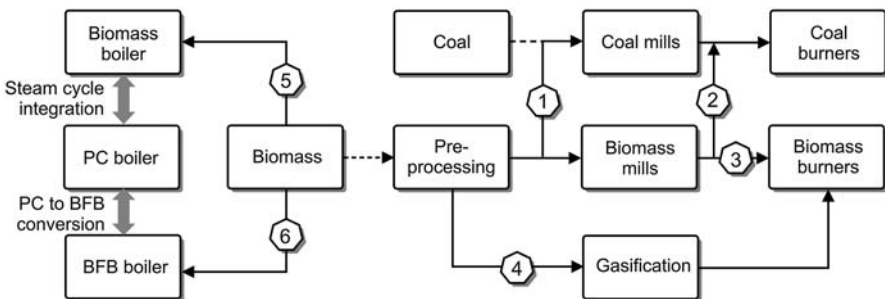 Biomass
boiler
Steam cycle
integration
PC boiler
PC to BFB
conversion
BFB boiler
5
Biomass
6
Coal
Pre-
processing
1
4
Coal mills
Biomass
mills
Gasification
2
3
Coal
burners
Biomass
burners